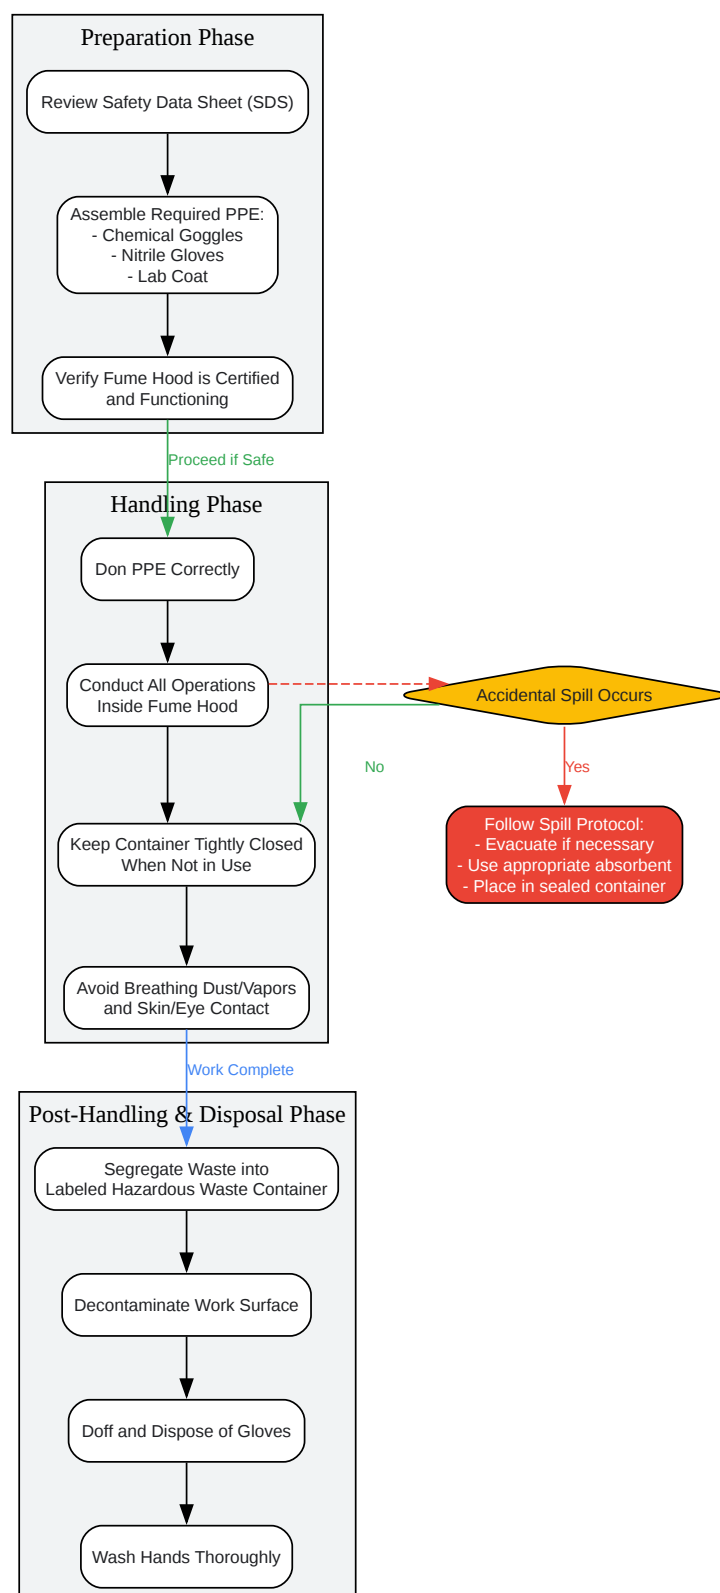 Preparation Phase
Review Safety Data Sheet (SDS)
Assemble Required PPE:
- Chemical Goggles
- Nitrile Gloves
- Lab Coat
Verify Fume Hood is Certified
and Functioning
Proceed if Safe
Handling Phase
Don PPE Correctly
Conduct All Operations
Inside Fume Hood
Accidental Spill Occurs
No
Yes
Keep Container Tightly Closed
When Not in Use
Follow Spill Protocol:
- Evacuate if necessary
- Use appropriate absorbent
- Place in sealed container
Avoid Breathing Dust/Vapors
and Skin/Eye Contact
Work Complete
Post-Handling & Disposal Phase
Segregate Waste into
Labeled Hazardous Waste Container
Decontaminate Work Surface
Doff and Dispose of Gloves
Wash Hands Thoroughly